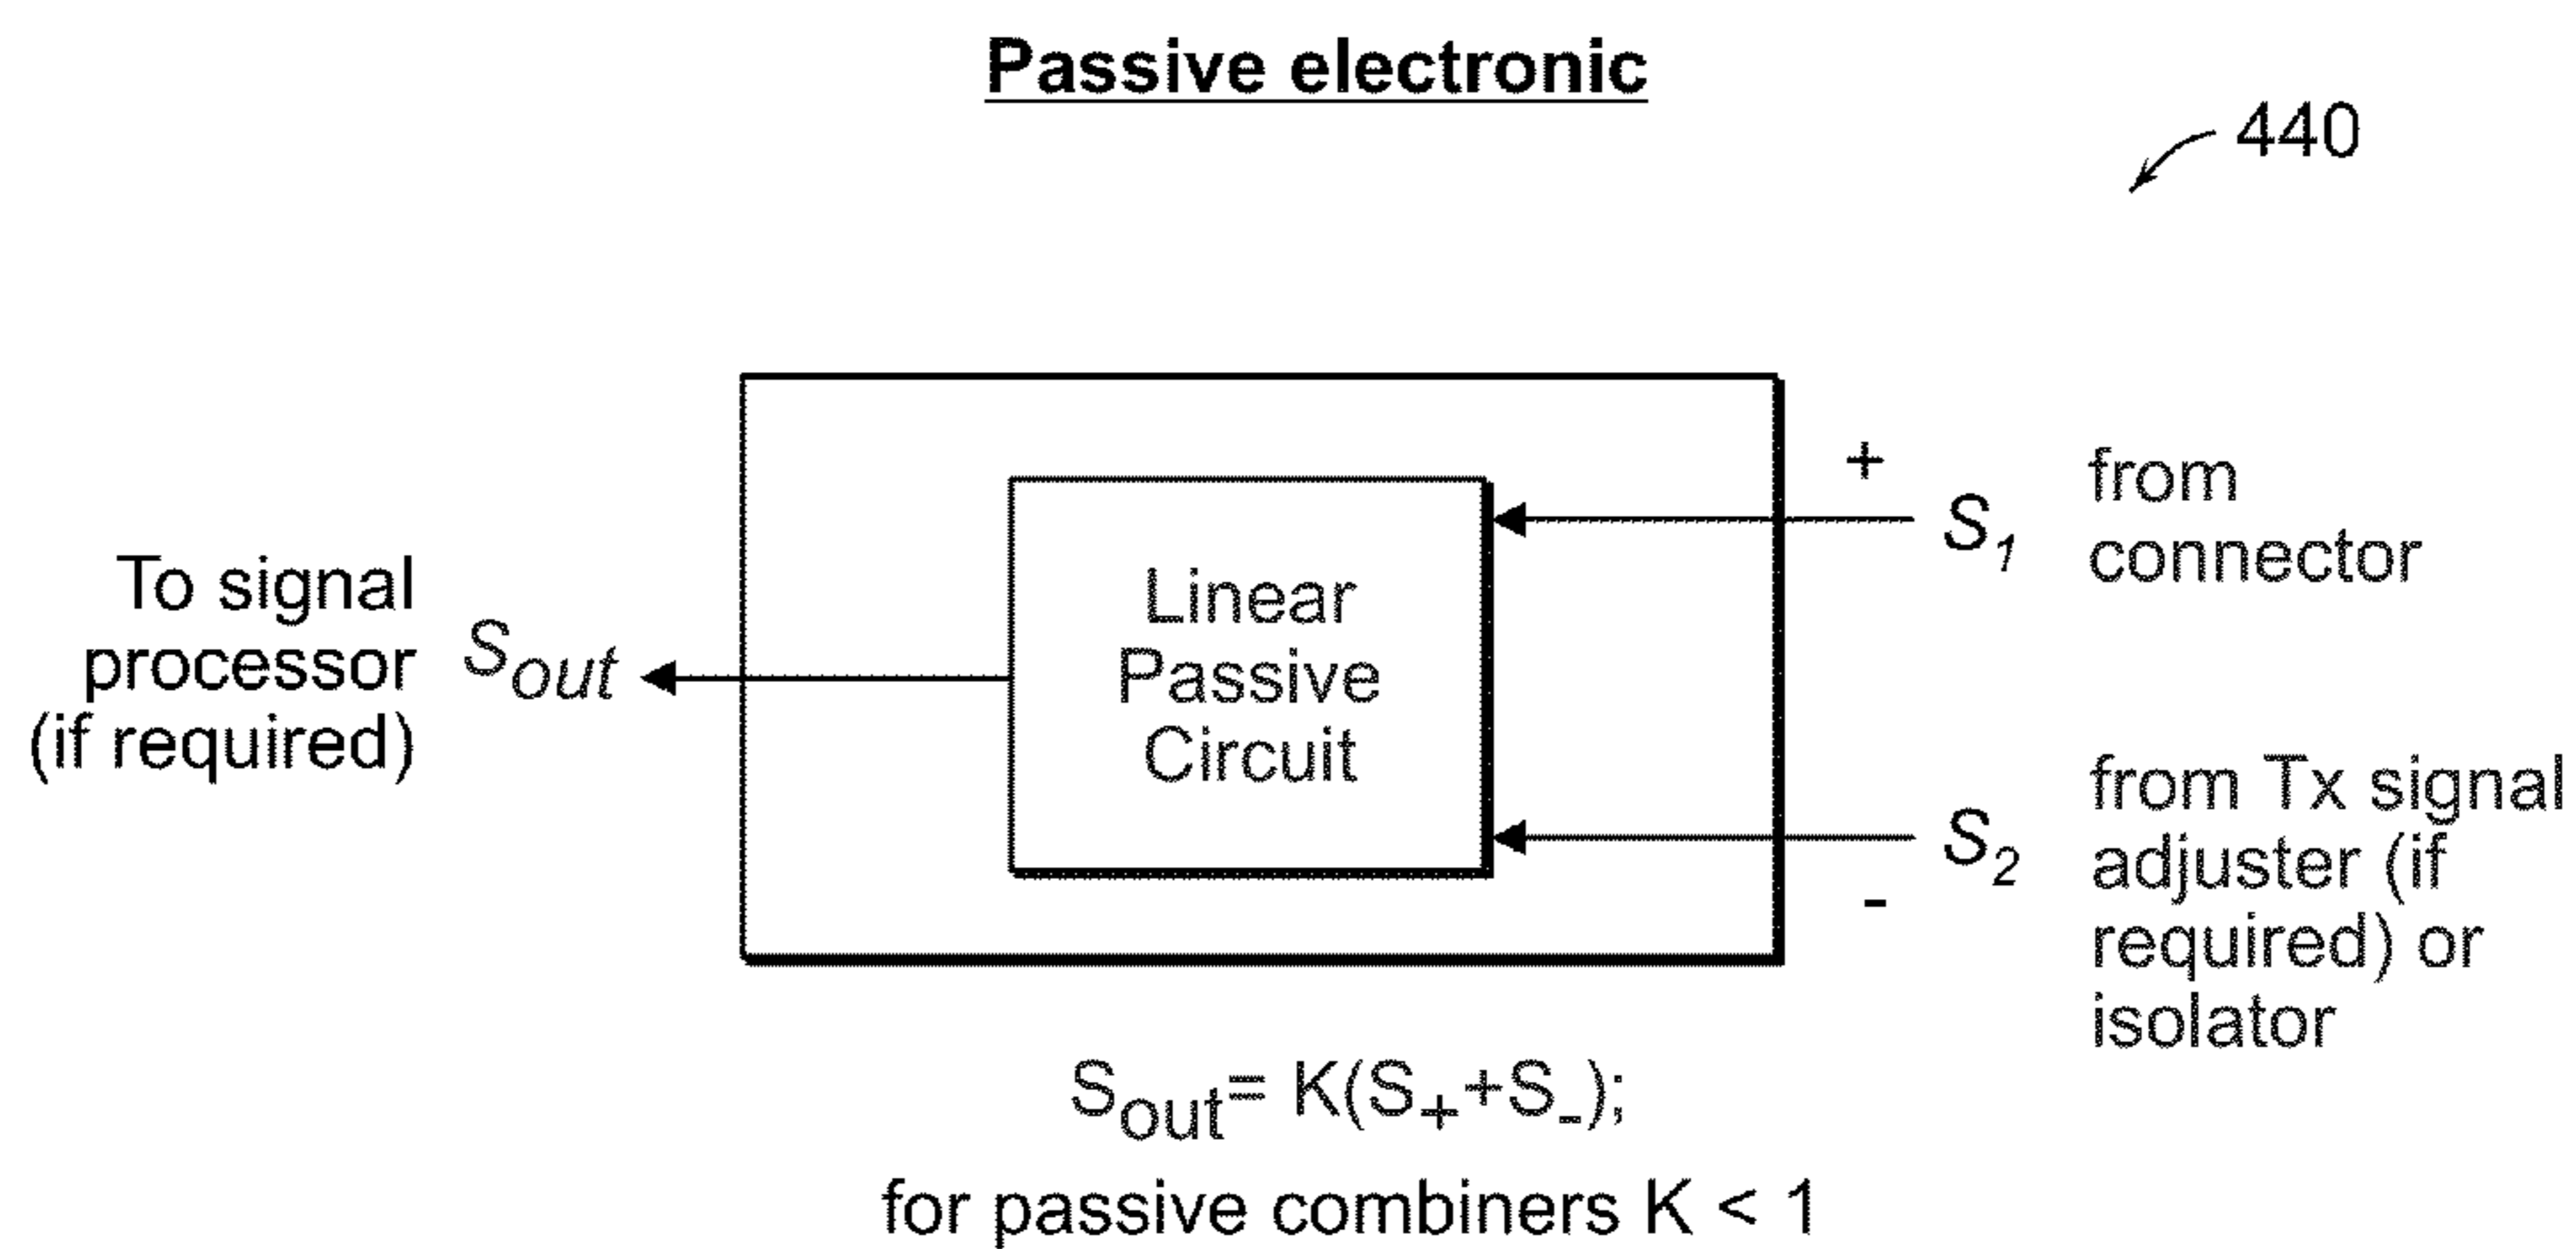 Passive electronic
440
To signal
processor
(if required)
Sout
Linear
Passive
Circuit
+
S1
from
connector
S2
-
from Tx signal
adjuster (if
required) or
isolator
Sout= K(S++S-);
for passive combiners K < 1